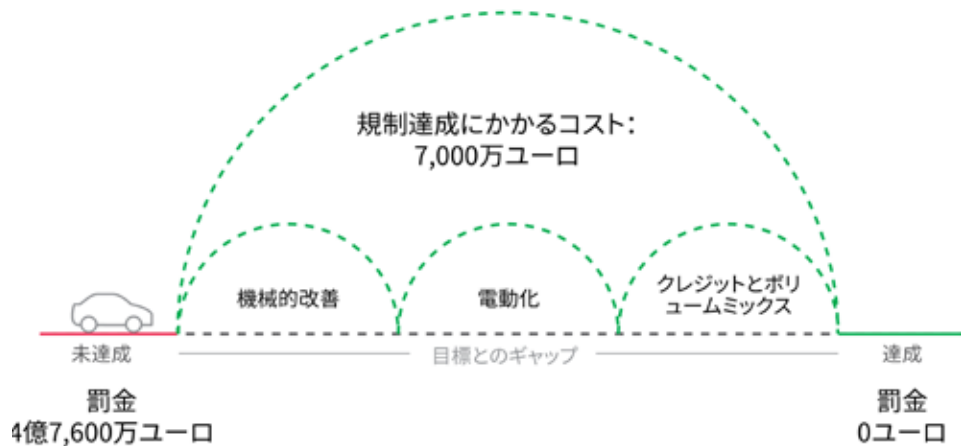 規制達成にかかるコスト:
7,000万ユーロ
機械的改善
電動化
クレジットとボリ
ュームミックス
未達成
目標とのギャップ
達成
罰金
4億7,600万ユーロ
罰金
0ユーロ